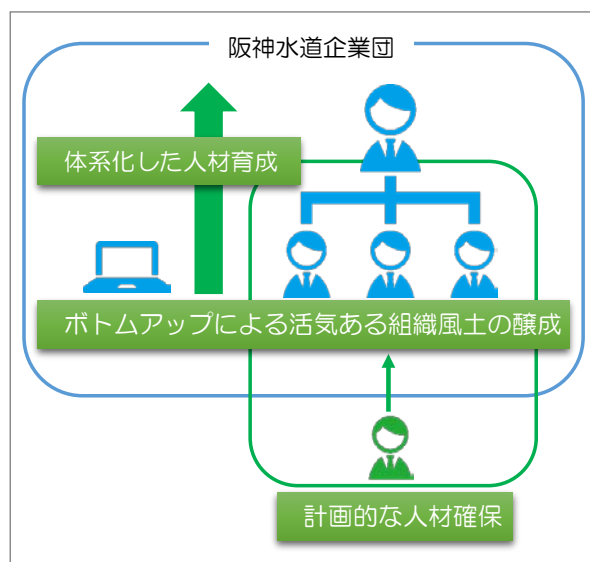 阪神水道企業団
体系化した人材育成
ボトムアップによる活気ある組織風土の醸成
計画的な人材確保